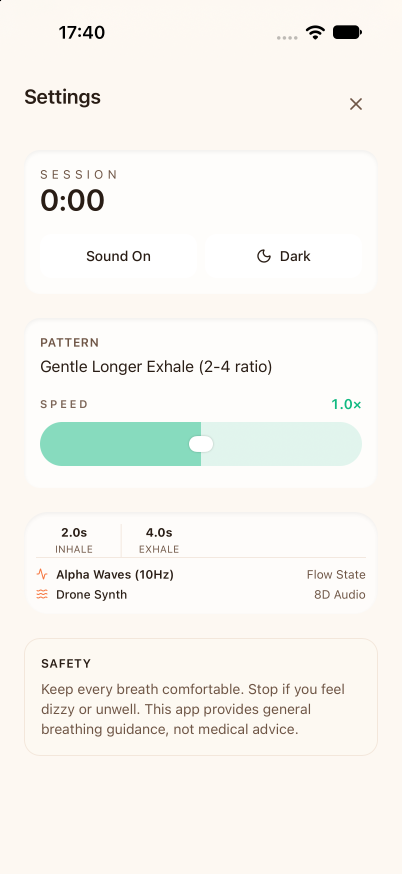 17:40
Settings
SESSION
0:00
Sound On
Dark
PATTERN
Gentle Longer Exhale (2-4 ratio)
SPEED 1.0×
2.0s 4.0s
INHALE EXHALE
Alpha Waves (10Hz) Flow State
Drone Synth 8D Audio
SAFETY
Keep every breath comfortable. Stop if you feel
dizzy or unwell. This app provides general
breathing guidance, not medical advice.